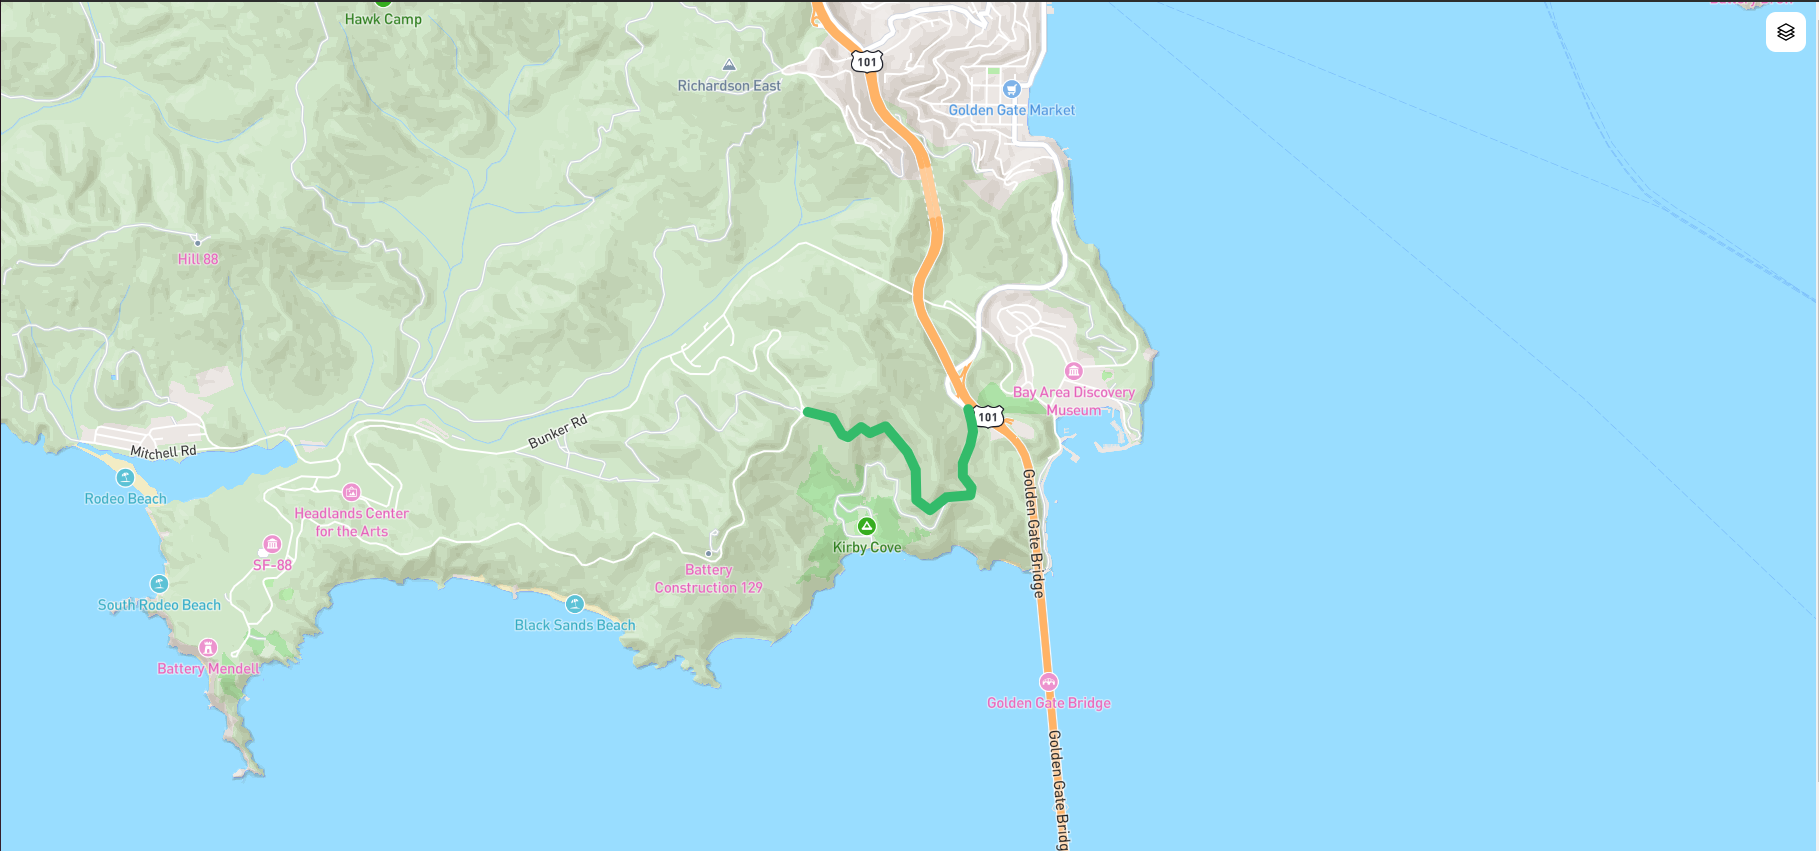 Hawk Camp
101
Richardson East
Golden Gate Market
Hill 88
Bay Area Discovery
Museum
101
Bunker Rd
Mitchell Rd
Rodeo Beach
Headlands Center
for the Arts
Golden Gate Bridge
Kirby Cove
SF-88
Battery
Construction 129
South Rodeo Beach
Black Sands Beach
Battery Mendell
Golden Gate Bridge
Golden Gate Bridg